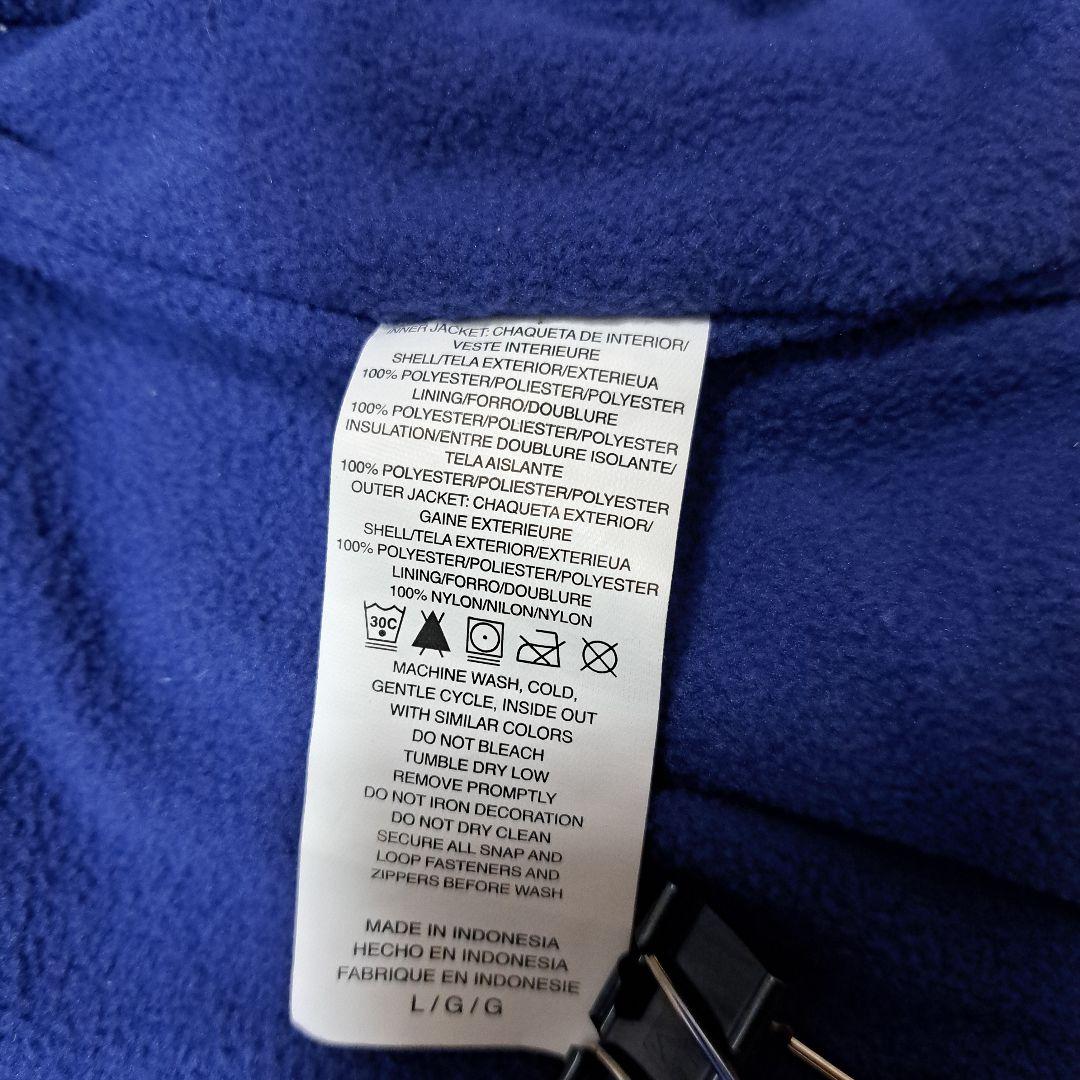 INNER JACKET: CHAQUETA DE INTERIOR/
VESTE INTERIEURE
SHELL/TELA EXTERIOR/EXTERIEUA
100% POLYESTER/POLIESTER/POLYESTER
LINING/FORRO/DOUBLURE
100% POLYESTER/POLIESTER/POLYESTER
INSULATION/ENTRE DOUBLURE ISOLANTE/
TELA AISLANTE
100% POLYESTER/POLIESTER/POLYESTER
OUTER JACKET: CHAQUETA EXTERIOR/
GAINE EXTERIEURE
SHELL/TELA EXTERIOR/EXTERIEUA
100% POLYESTER/POLIESTER/POLYESTER
LINING/FORRO/DOUBLURE
100% NYLON/NILON/NYLON
30C
MACHINE WASH, COLD,
GENTLE CYCLE, INSIDE OUT
WITH SIMILAR COLORS
DO NOT BLEACH
TUMBLE DRY LOW
REMOVE PROMPTLY
DO NOT IRON DECORATION
DO NOT DRY CLEAN
SECURE ALL SNAP AND
LOOP FASTENERS AND
ZIPPERS BEFORE WASH
MADE IN INDONESIA
HECHO EN INDONESIA
FABRIQUE EN INDONESIE
L / G / G